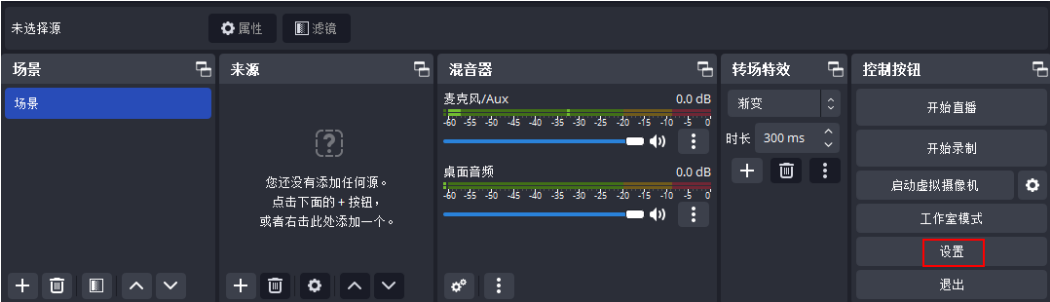 未选择源
属性
滤镜
场景
场景
来源
您还没有添加任何源。
点击下面的 + 按钮，
或者右击此处添加一个。
混音器
麦克风/Aux 0.0 dB
-60 -55 -50 -45 -40 -35 -30 -25 -20 -15 -10 -5 0
桌面音频 0.0 dB
-60 -55 -50 -45 -40 -35 -30 -25 -20 -15 -10 -5 0
转场特效
渐变
时长 300 ms
控制按钮
开始直播
开始录制
启动虚拟摄像机
工作室模式
设置
退出